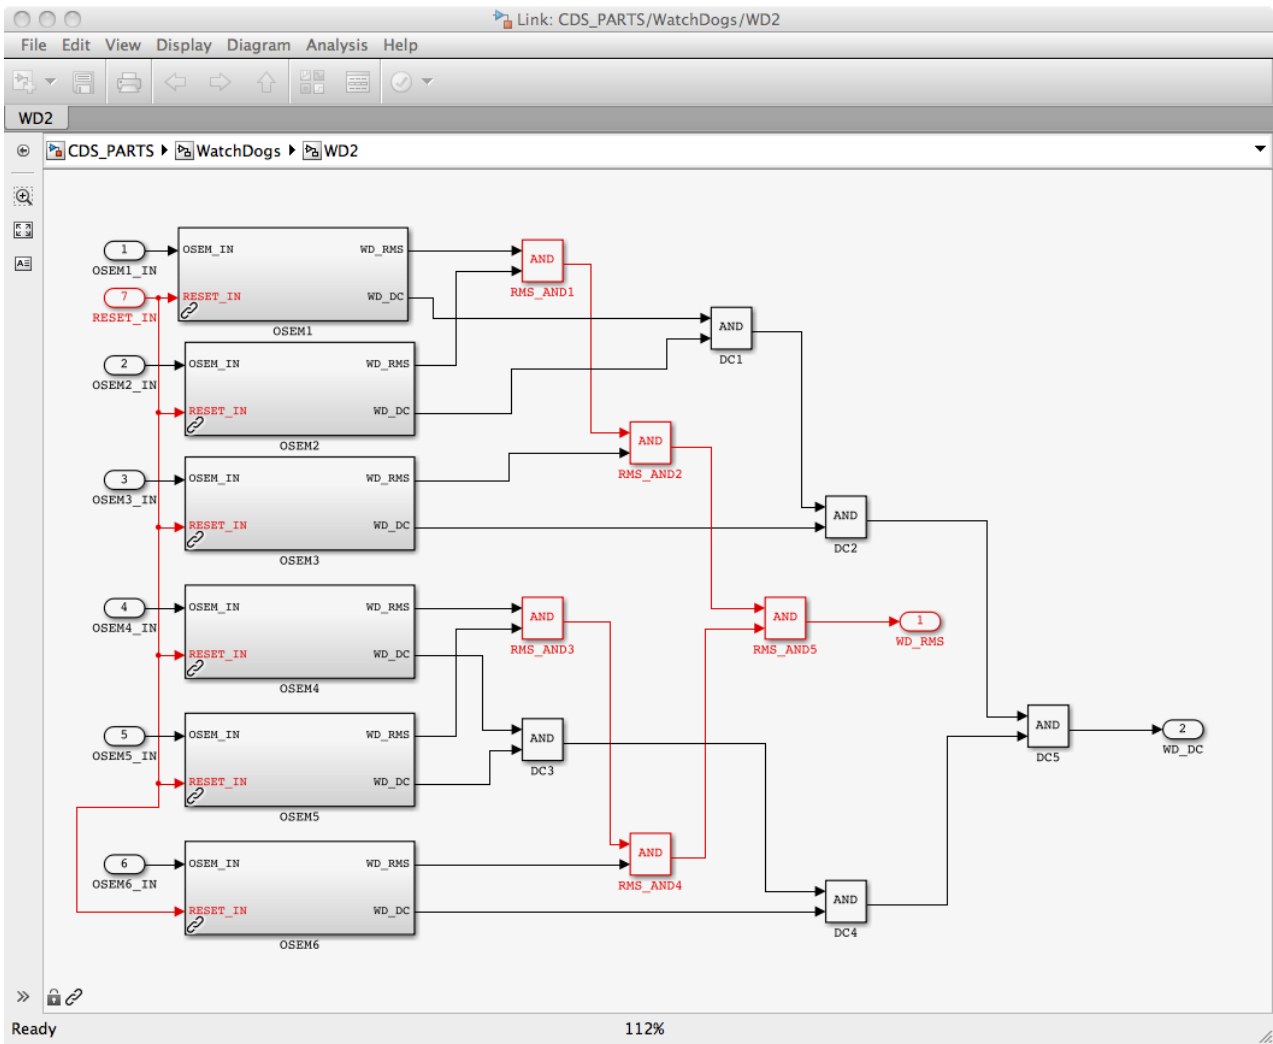 Link: CDS_PARTS/WatchDogs/WD2
File Edit View Display Diagram Analysis Help
WD2
CDS_PARTS WatchDogs WD2
1
OSEM1_IN
7
RESET_IN
OSEM_IN WD_RMS
RESET_IN WD_DC
OSEM1
AND
RMS_AND1
AND
DC1
2
OSEM2_IN
OSEM_IN WD_RMS
RESET_IN WD_DC
OSEM2
AND
RMS_AND2
3
OSEM3_IN
OSEM_IN WD_RMS
RESET_IN WD_DC
OSEM3
AND
DC2
4
OSEM4_IN
OSEM_IN WD_RMS
RESET_IN WD_DC
OSEM4
AND
RMS_AND3
AND
RMS_AND5
1
WD_RMS
5
OSEM5_IN
OSEM_IN WD_RMS
RESET_IN WD_DC
OSEM5
AND
DC3
AND
DC5
2
WD_DC
6
OSEM6_IN
OSEM_IN WD_RMS
RESET_IN WD_DC
OSEM6
AND
RMS_AND4
AND
DC4
Ready 112%